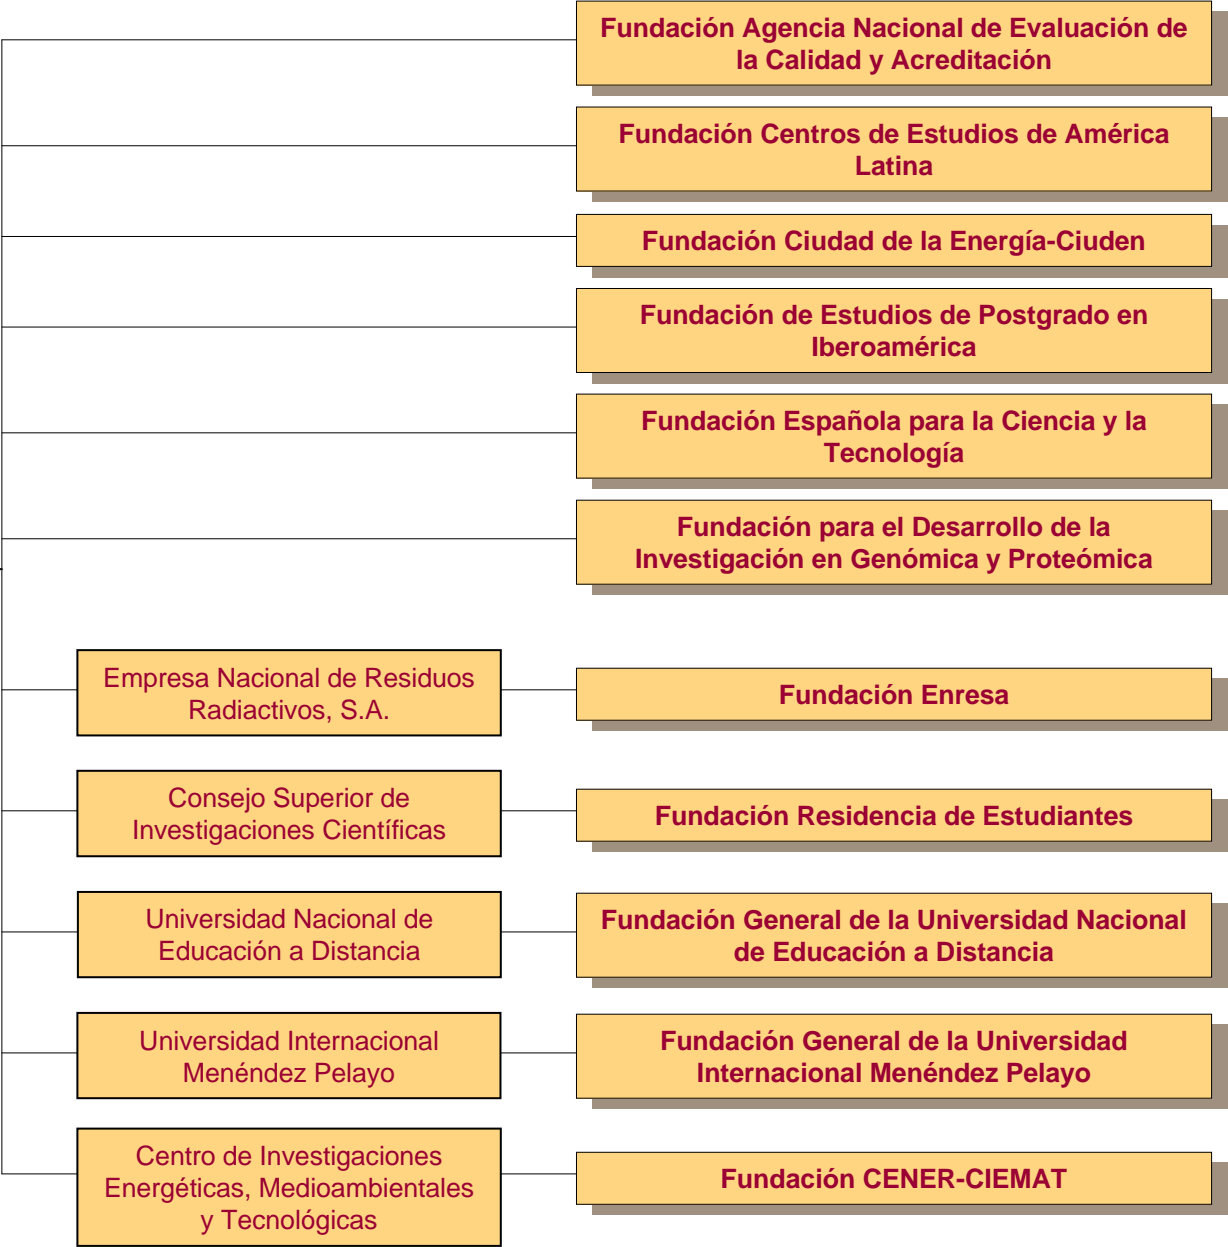 Fundación Agencia Nacional de Evaluación de
la Calidad y Acreditación
Fundación Centros de Estudios de América
Latina
Fundación Ciudad de la Energía-Ciuden
Fundación de Estudios de Postgrado en
Iberoamérica
Fundación Española para la Ciencia y la
Tecnología
Fundación para el Desarrollo de la
Investigación en Genómica y Proteómica
Empresa Nacional de Residuos
Radiactivos, S.A.
Fundación Enresa
Consejo Superior de
Investigaciones Científicas
Fundación Residencia de Estudiantes
Universidad Nacional de
Educación a Distancia
Fundación General de la Universidad Nacional
de Educación a Distancia
Universidad Internacional
Menéndez Pelayo
Fundación General de la Universidad
Internacional Menéndez Pelayo
Centro de Investigaciones
Energéticas, Medioambientales
y Tecnológicas
Fundación CENER-CIEMAT